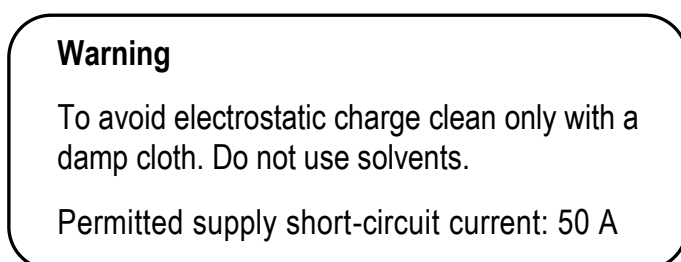 Warning
To avoid electrostatic charge clean only with a
damp cloth. Do not use solvents.
Permitted supply short-circuit current: 50 A